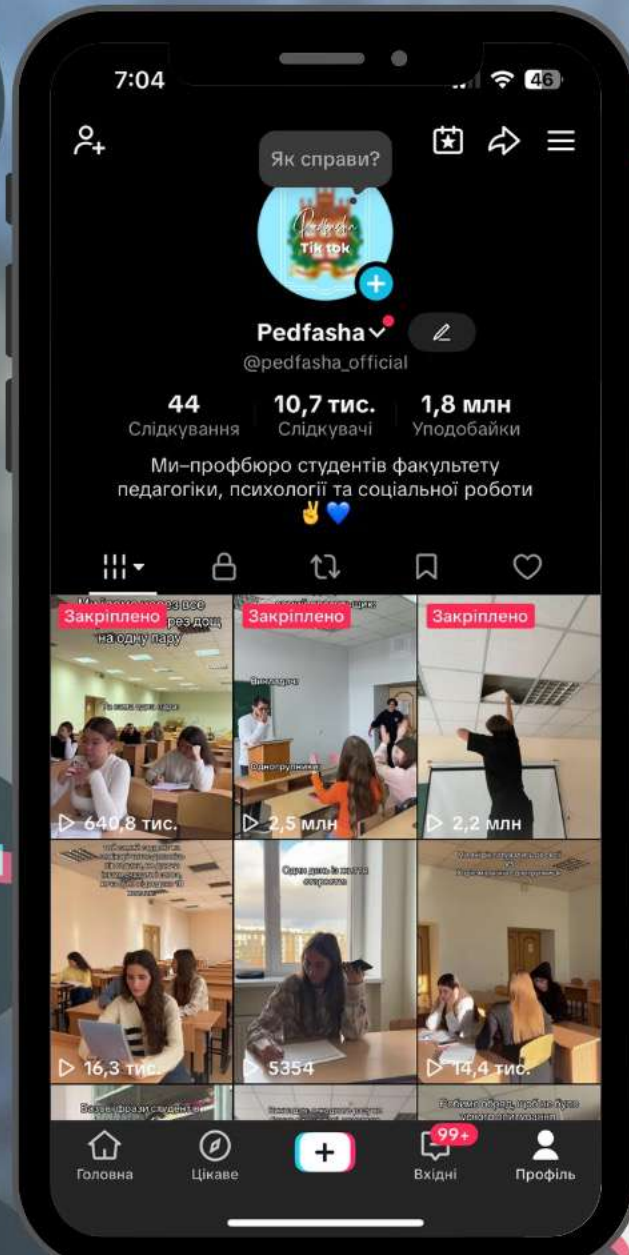 7:04
46
Як справи?
Pedfasha
Tik tok
Pedfasha
@pedfasha_official
44
10,7 тис.
1,8 млн
Слідкування
Слідкувачі
Уподобайки
Ми–профбюро студентів факультету
педагогіки, психології та соціальної роботи
Закріплено
на одну пару
640,8 тис.
Закріплено
Викладач:
Одногрупники:
2,5 млн
Закріплено
2,2 млн
16,3 тис.
Один день із життя
старости
5354
14,4 тис.
Головна
Цікаве
99+
Вхідні
Профіль